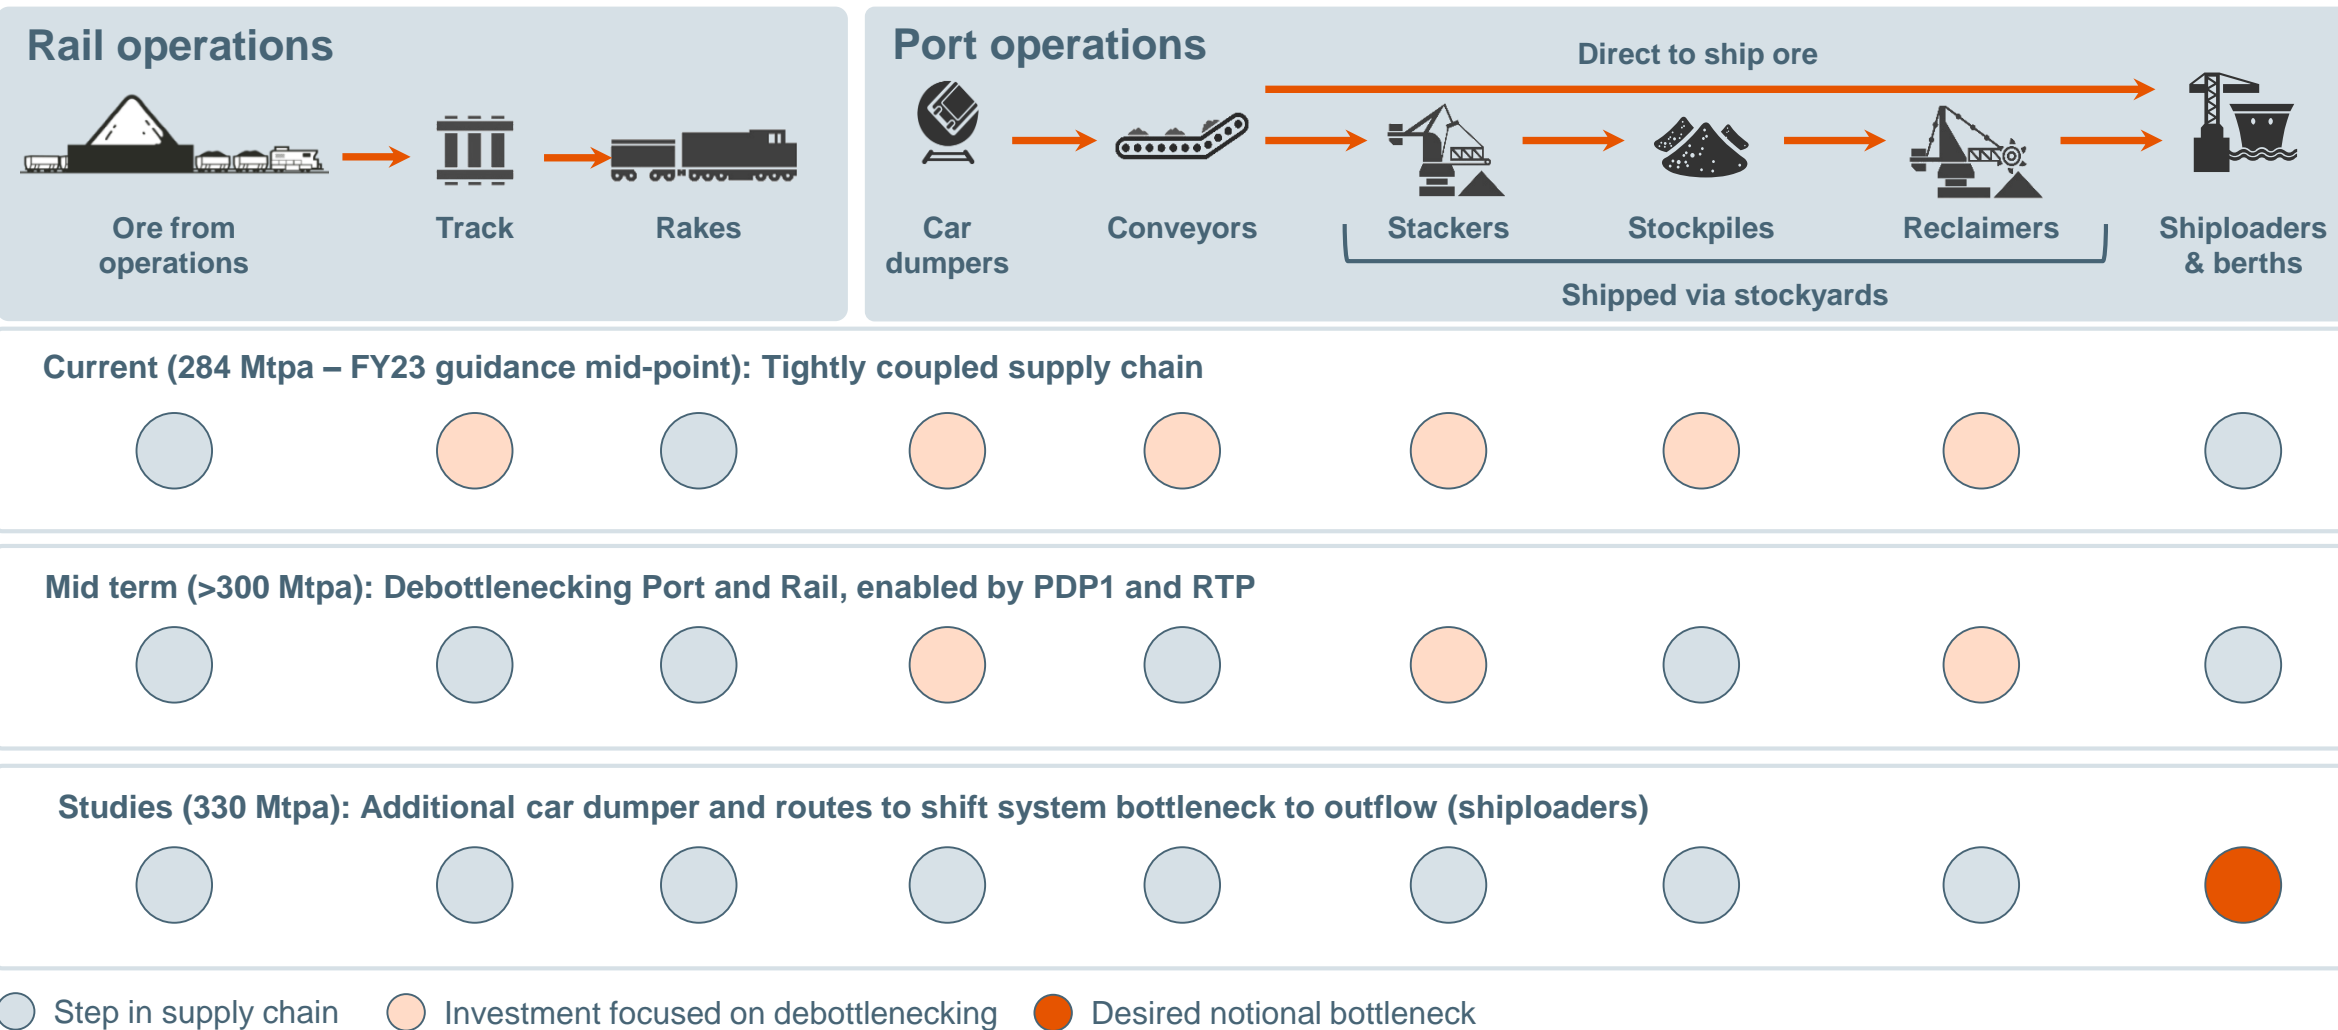 Rail operations
Ore from
operations
Track
Rakes
Port operations
Direct to ship ore
Car
dumpers
Conveyors
Stackers
Stockpiles
Reclaimers
Shiploaders
& berths
Shipped via stockyards
Current (284 Mtpa – FY23 guidance mid-point): Tightly coupled supply chain
Mid term (>300 Mtpa): Debottlenecking Port and Rail, enabled by PDP1 and RTP
Studies (330 Mtpa): Additional car dumper and routes to shift system bottleneck to outflow (shiploaders)
Step in supply chain
Investment focused on debottlenecking
Desired notional bottleneck